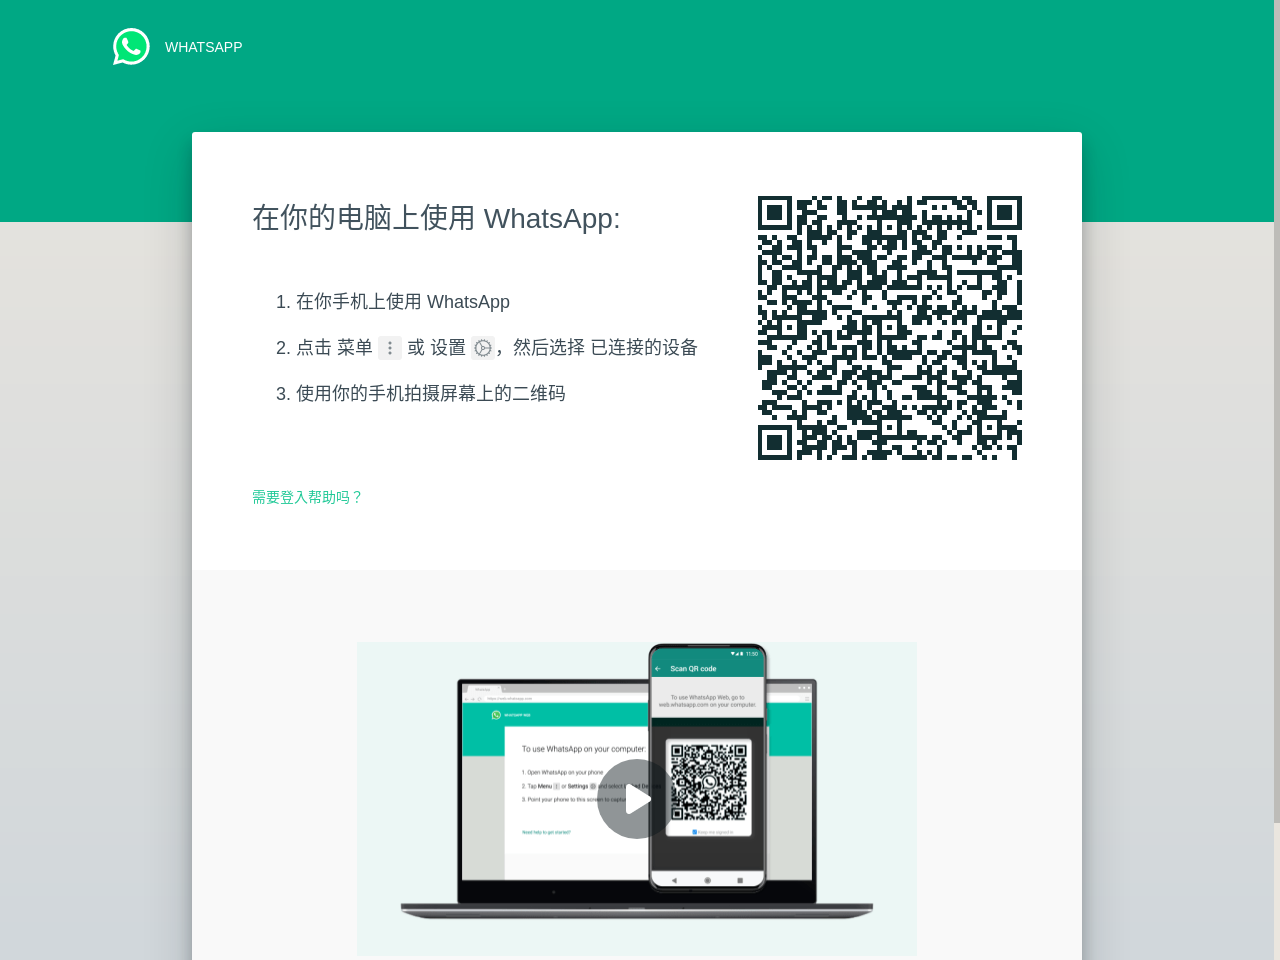 WHATSAPP
在你的电脑上使用 WhatsApp:
1. 在你手机上使用 WhatsApp
2. 点击 菜单 或 设置 ，然后选择 已连接的设备
3. 使用你的手机拍摄屏幕上的二维码
需要登入帮助吗？
11:50
Scan QR code
To use WhatsApp Web, go to
web.whatsapp.com on your computer.
WhatsApp
https://web.whatsapp.com
WHATSAPP WEB
To use WhatsApp on your computer:
1. Open WhatsApp on your phone
2. Tap Menu or Settings and select
3. Point your phone to this screen to
Need help to get started?
Keep me signed in